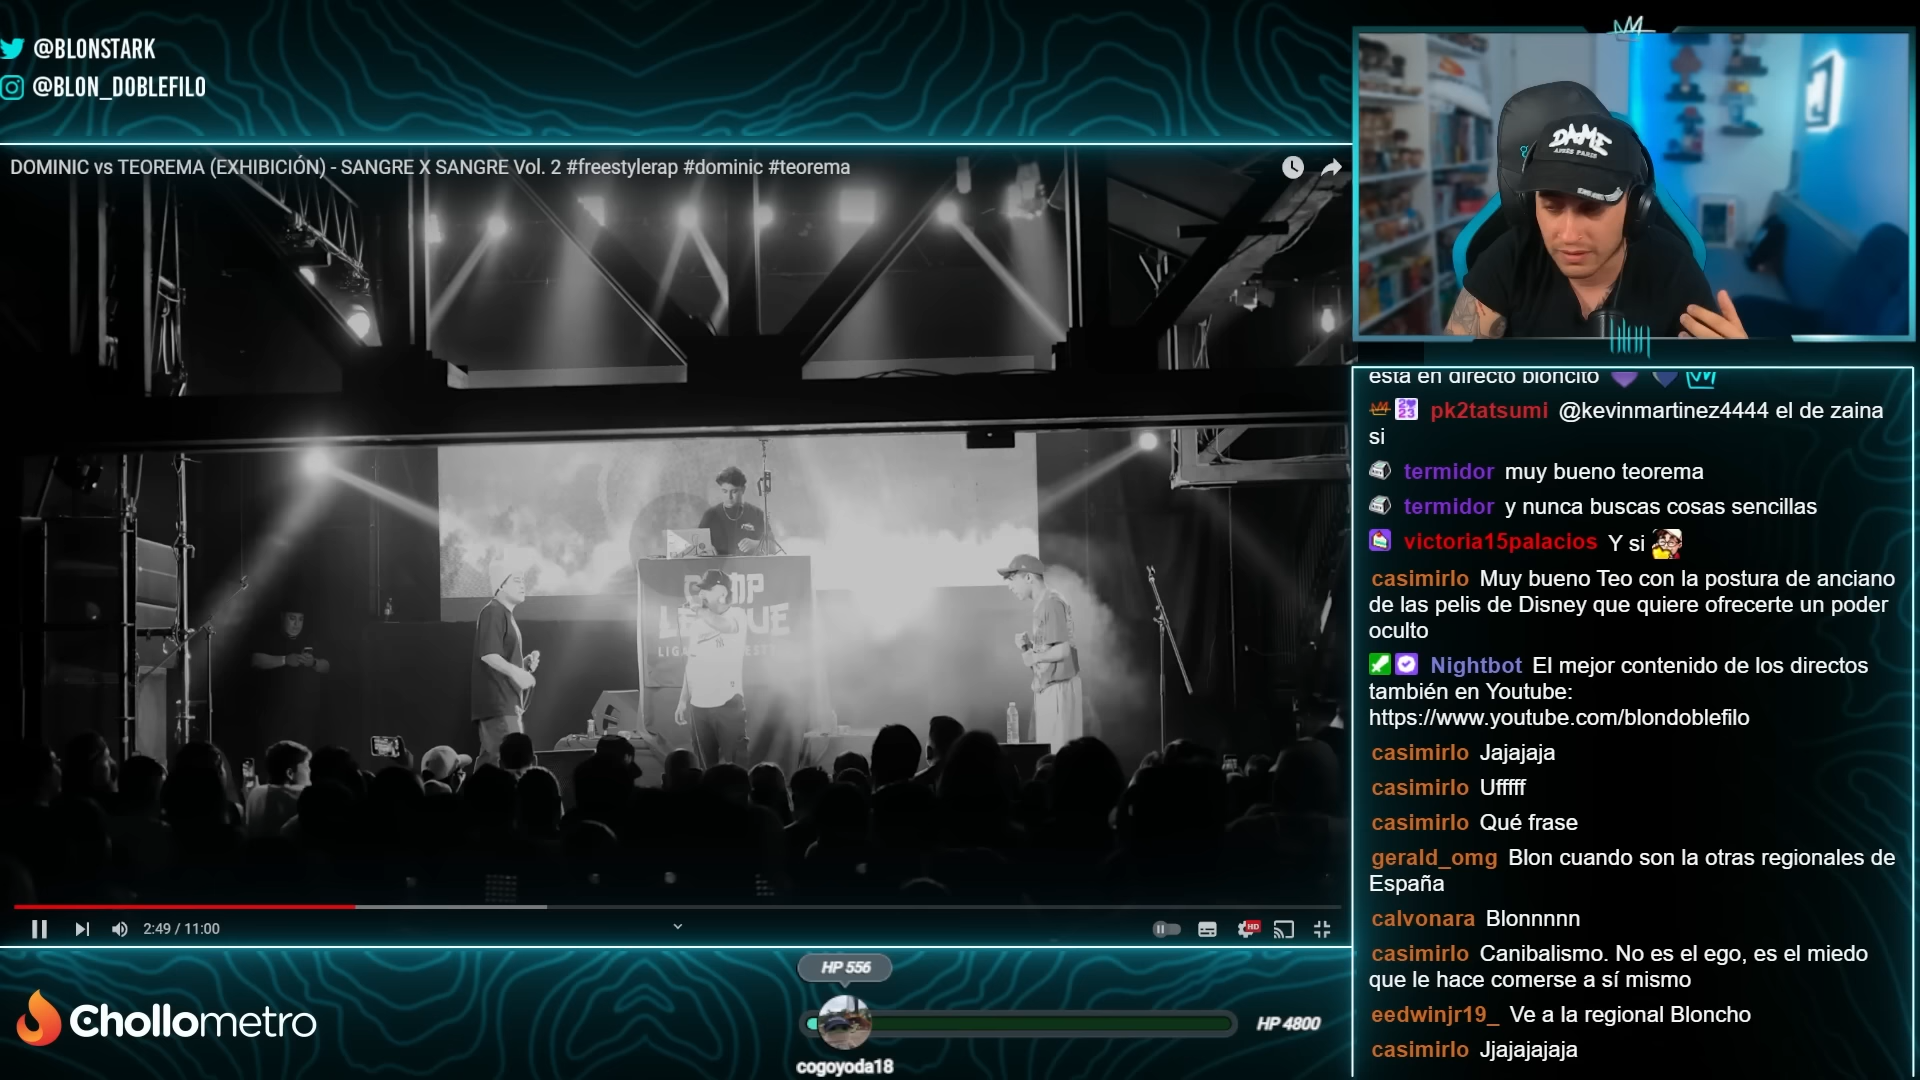 @BLONSTARK
@BLON_DOBLEFILO
DOMINIC vs TEOREMA (EXHIBICIÓN) - SANGRE X SANGRE Vol. 2 #freestylerap #dominic #teorema
DAME
2:49 / 11:00
HD
HP 556
HP 4800
cogoyoda18
Chollometro
está en directo bloncito
pk2tatsumi @kevinmartinez4444 el de zaina
si
termidor muy bueno teorema
termidor y nunca buscas cosas sencillas
victoria15palacios Y si
casimirlo Muy bueno Teo con la postura de anciano
de las pelis de Disney que quiere ofrecerte un poder
oculto
Nightbot El mejor contenido de los directos
también en Youtube:
https://www.youtube.com/blondoblefilo
casimirlo Jajajaja
casimirlo Ufffff
casimirlo Qué frase
gerald_omg Blon cuando son la otras regionales de
España
calvonara Blonnnnn
casimirlo Canibalismo. No es el ego, es el miedo
que le hace comerse a sí mismo
eedwinjr19_ Ve a la regional Bloncho
casimirlo Jjajajajaja